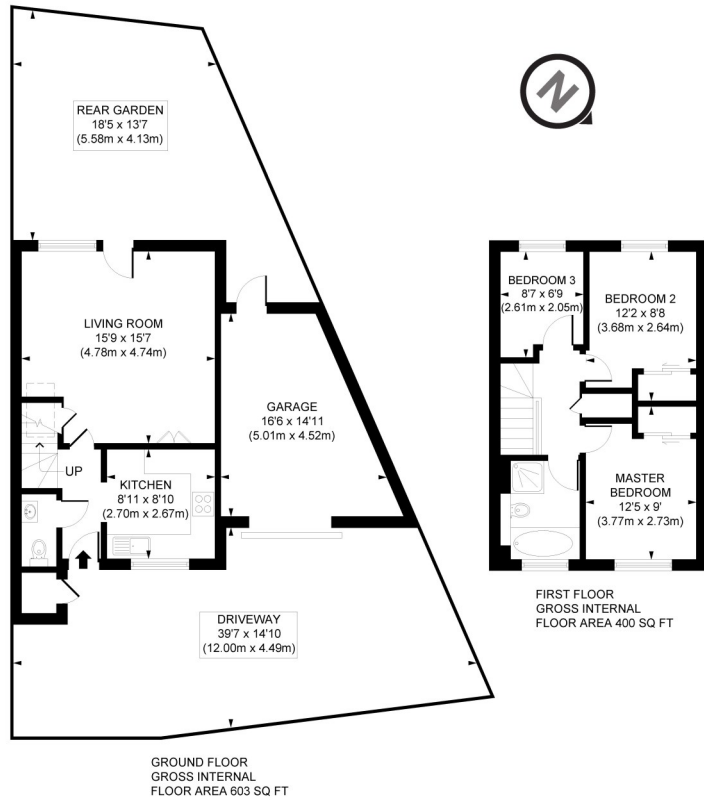 REAR GARDEN
18'5 x 13'7
(5.58m x 4.13m)
N
LIVING ROOM
15'9 x 15'7
(4.78m x 4.74m)
GARAGE
16'6 x 14'11
(5.01m x 4.52m)
UP
KITCHEN
8'11 x 8'10
(2.70m x 2.67m)
DRIVEWAY
39'7 x 14'10
(12.00m x 4.49m)
GROUND FLOOR
GROSS INTERNAL
FLOOR AREA 603 SQ FT
BEDROOM 3
8'7 x 6'9
(2.61m x 2.05m)
BEDROOM 2
12'2 x 8'8
(3.68m x 2.64m)
MASTER
BEDROOM
12'5 x 9'
(3.77m x 2.73m)
FIRST FLOOR
GROSS INTERNAL
FLOOR AREA 400 SQ FT